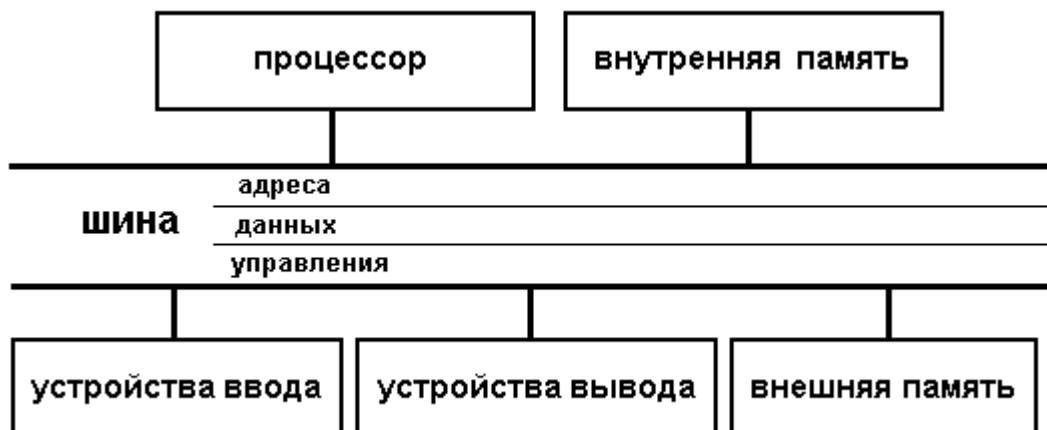 процессор
внутренняя память
адреса
шина
данных
управления
устройства ввода
устройства вывода
внешняя память